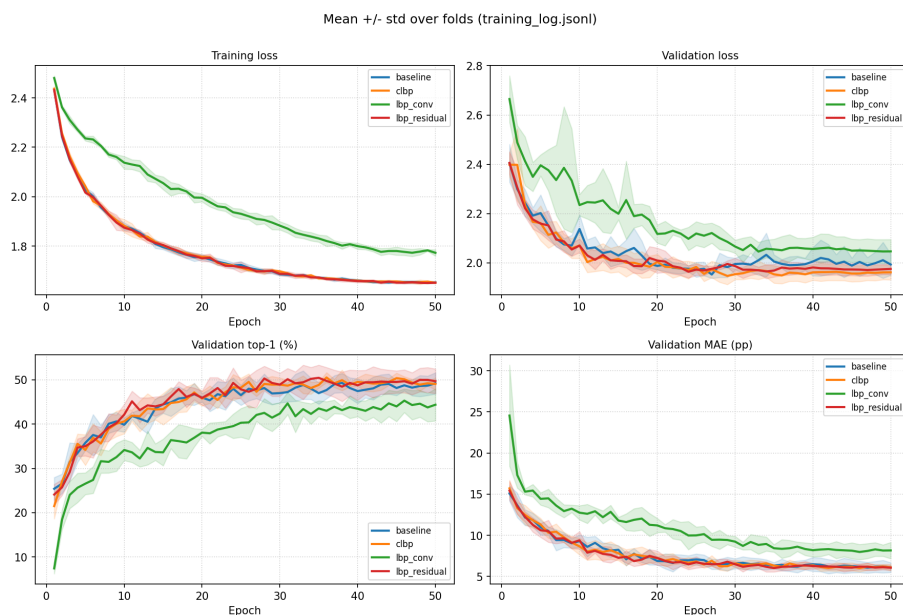 Mean +/- std over folds (training_log.jsonl)
Training loss
2.4
2.2
2.0
1.8
0 10 20 30 40 50
Epoch
baseline
clbp
lbp_conv
lbp_residual
Validation loss
2.8
2.6
2.4
2.2
2.0
0 10 20 30 40 50
Epoch
baseline
clbp
lbp_conv
lbp_residual
Validation top-1 (%)
50
40
30
20
10
0 10 20 30 40 50
Epoch
baseline
clbp
lbp_conv
lbp_residual
Validation MAE (pp)
30
25
20
15
10
5
0 10 20 30 40 50
Epoch
baseline
clbp
lbp_conv
lbp_residual